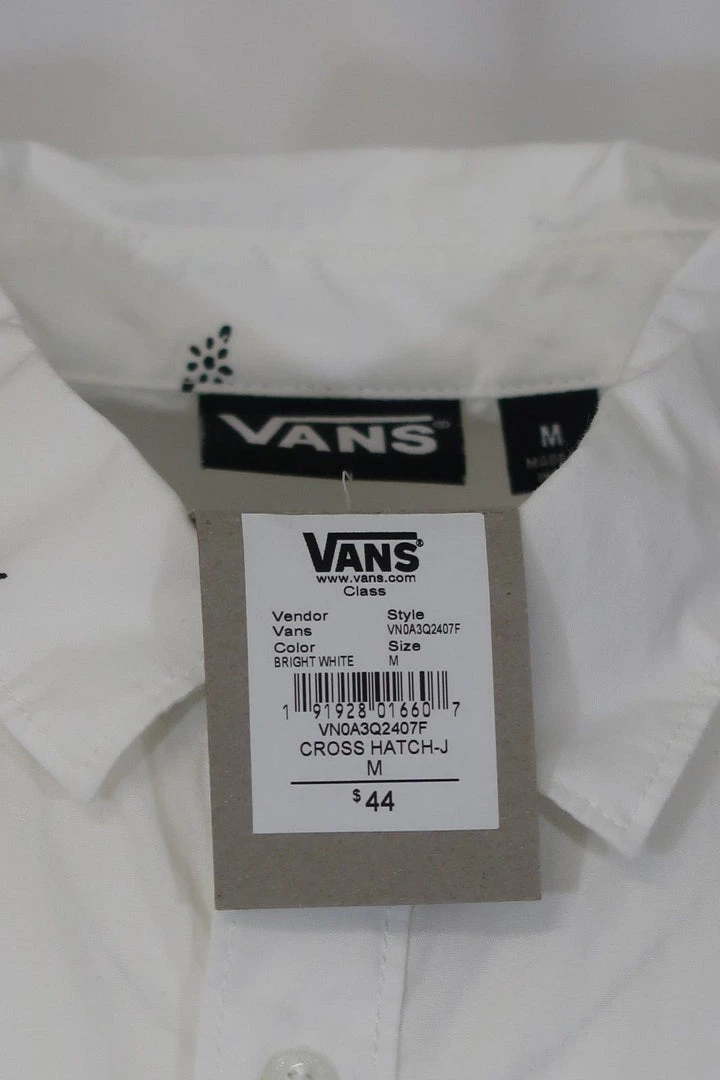 VANS®
M
MADE
VANS®
www.vans.com
Class
Vendor Style
Vans VN0A3Q2407F
Color Size
BRIGHT WHITE M
1 91928 01660 7
VN0A3Q2407F
CROSS HATCH-J
M
$44